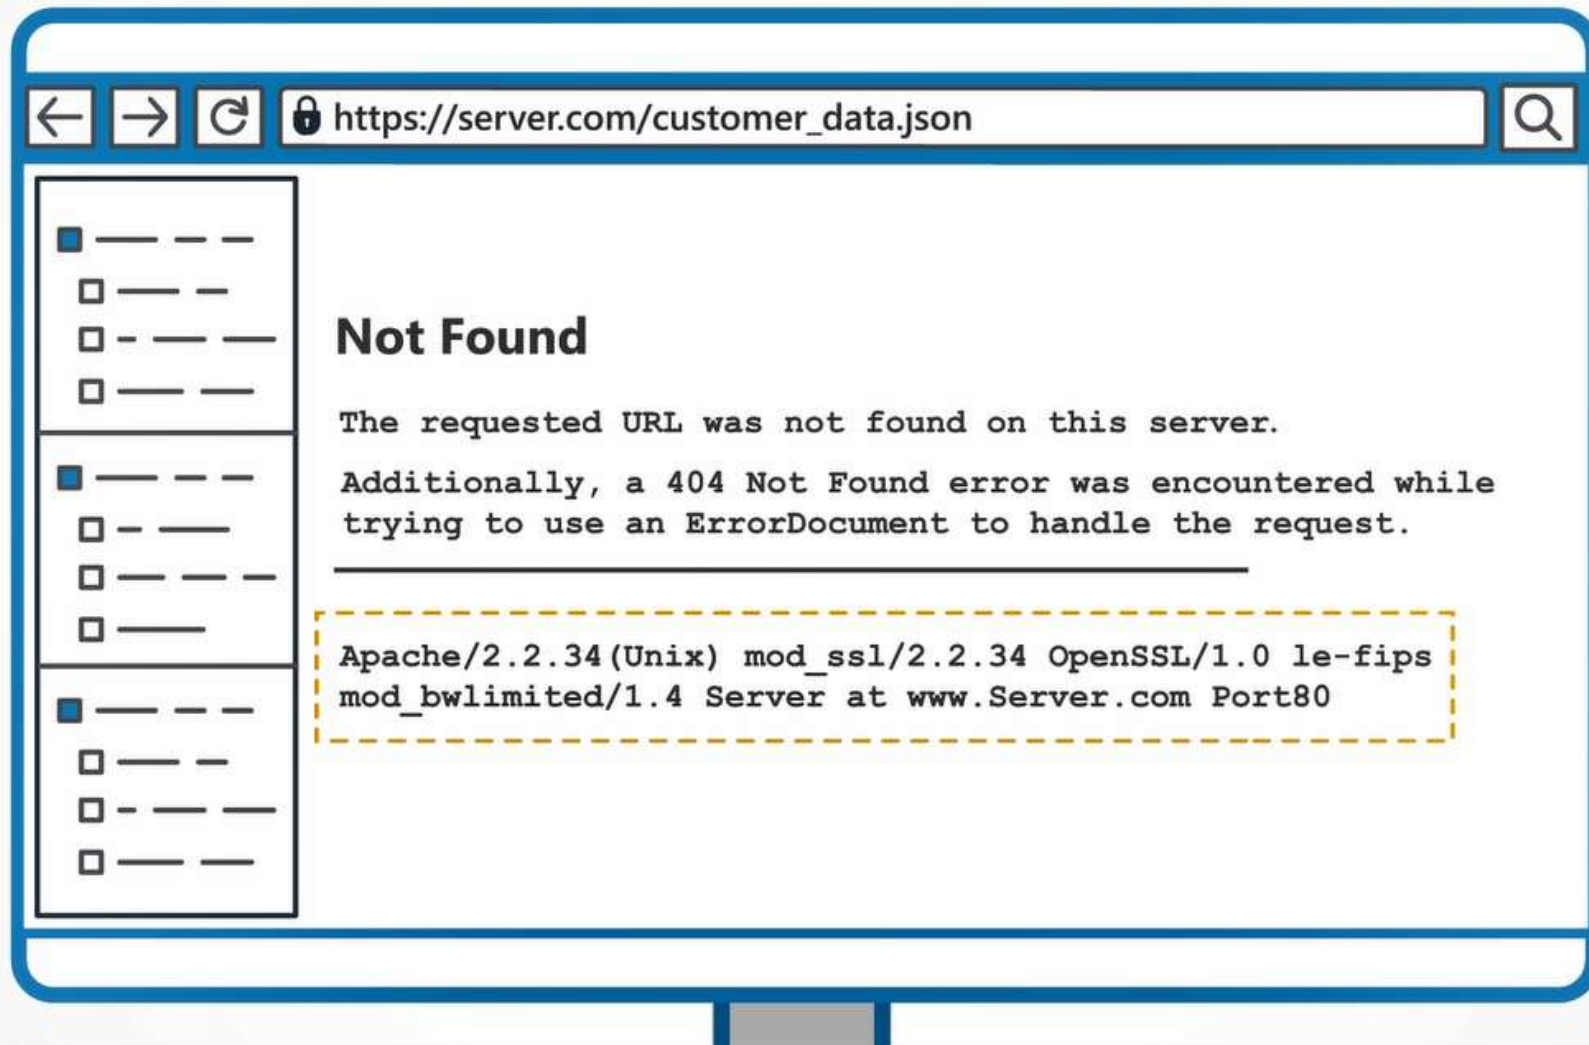 https://server.com/customer_data.json
Not Found
The requested URL was not found on this server.
Additionally, a 404 Not Found error was encountered while
trying to use an ErrorDocument to handle the request.
Apache/2.2.34(Unix) mod_ssl/2.2.34 OpenSSL/1.0 le-fips
mod_bwlimited/1.4 Server at www.Server.com Port80